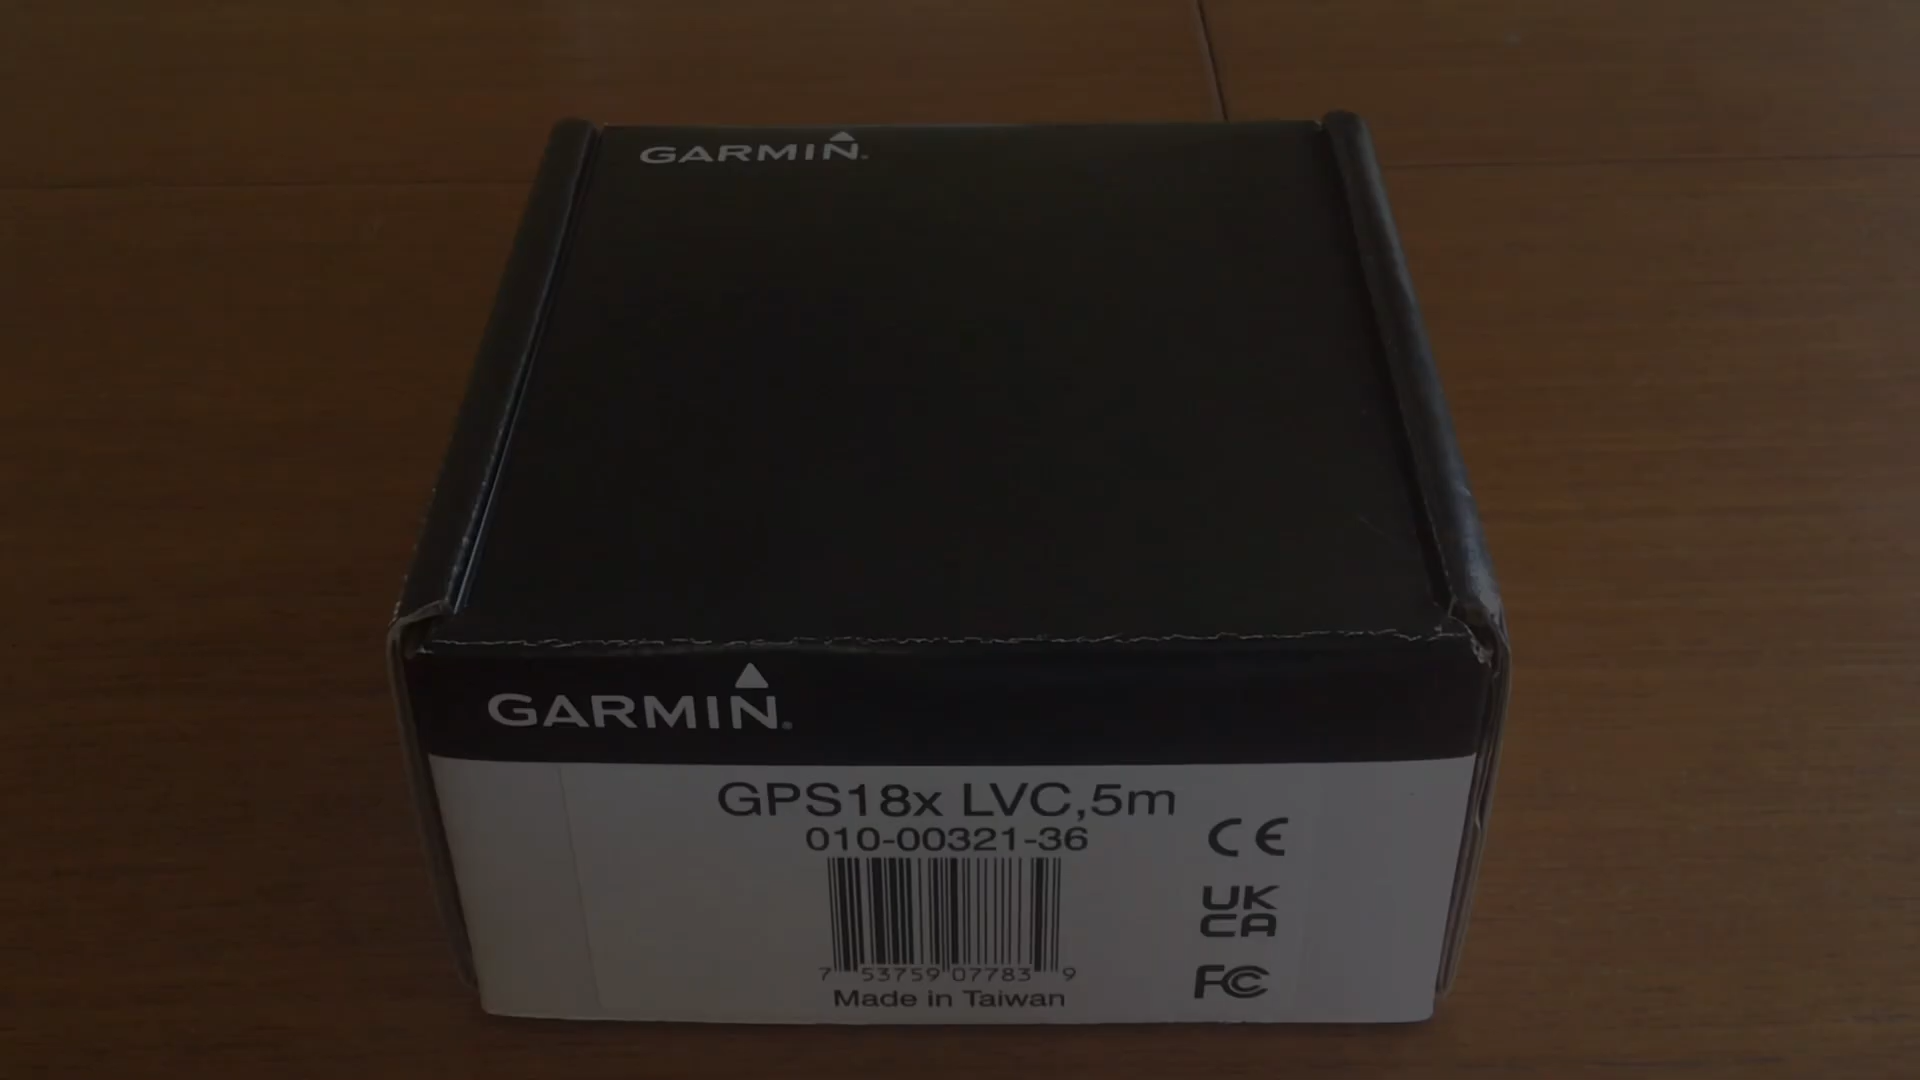 GARMIN
GARMIN
GPS18x LVC,5m
010-00321-36
CE
UK
CA
7 53759 07783 9
FC
Made in Taiwan